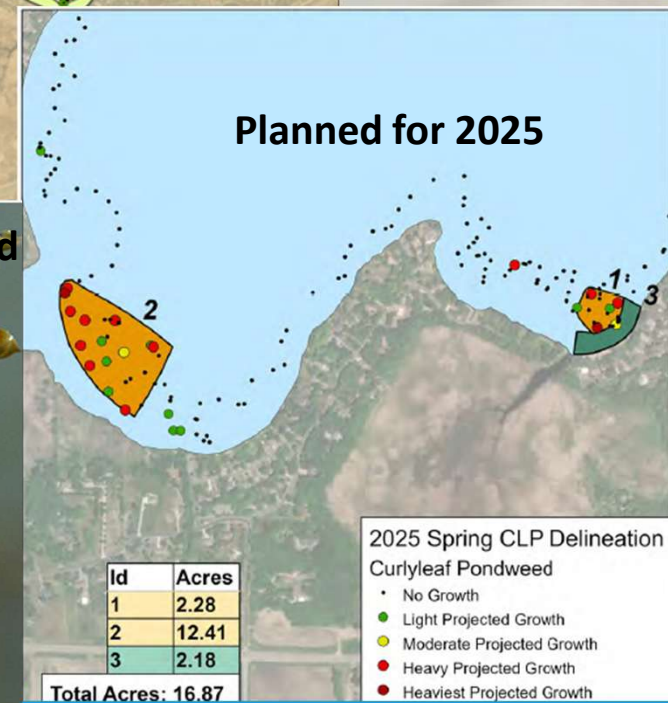 Planned for 2025
d
2
1
3
2025 Spring CLP Delineation
Curlyleaf Pondweed
No Growth
Light Projected Growth
Moderate Projected Growth
Heavy Projected Growth
Heaviest Projected Growth
Id Acres
1 2.28
2 12.41
3 2.18
Total Acres: 16.87